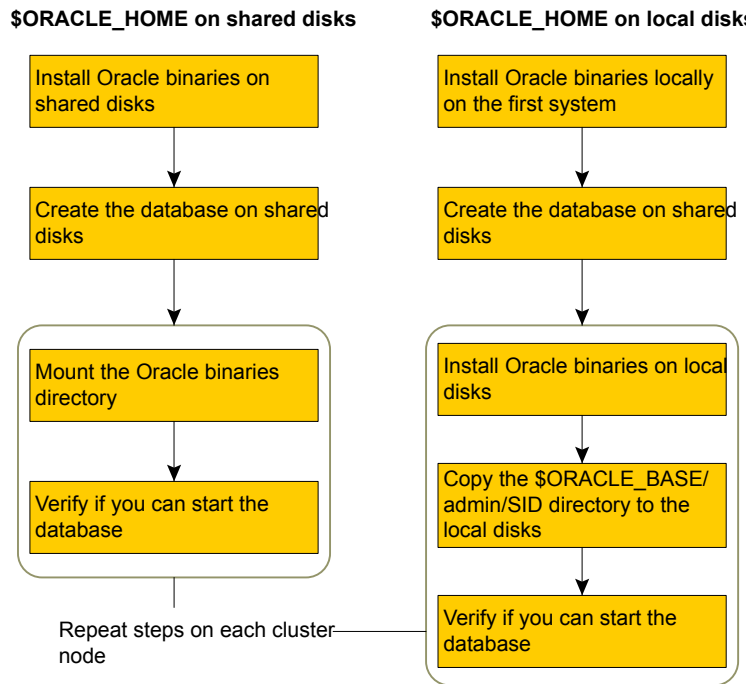 $ORACLE_HOME on shared disks
Install Oracle binaries on
shared disks
Create the database on shared
disks
Mount the Oracle binaries
directory
Verify if you can start the
database
$ORACLE_HOME on local disks
Install Oracle binaries locally
on the first system
Create the database on shared
disks
Install Oracle binaries on local
disks
Copy the $ORACLE_BASE/
admin/SID directory to the
local disks
Verify if you can start the
database
Repeat steps on each cluster
node